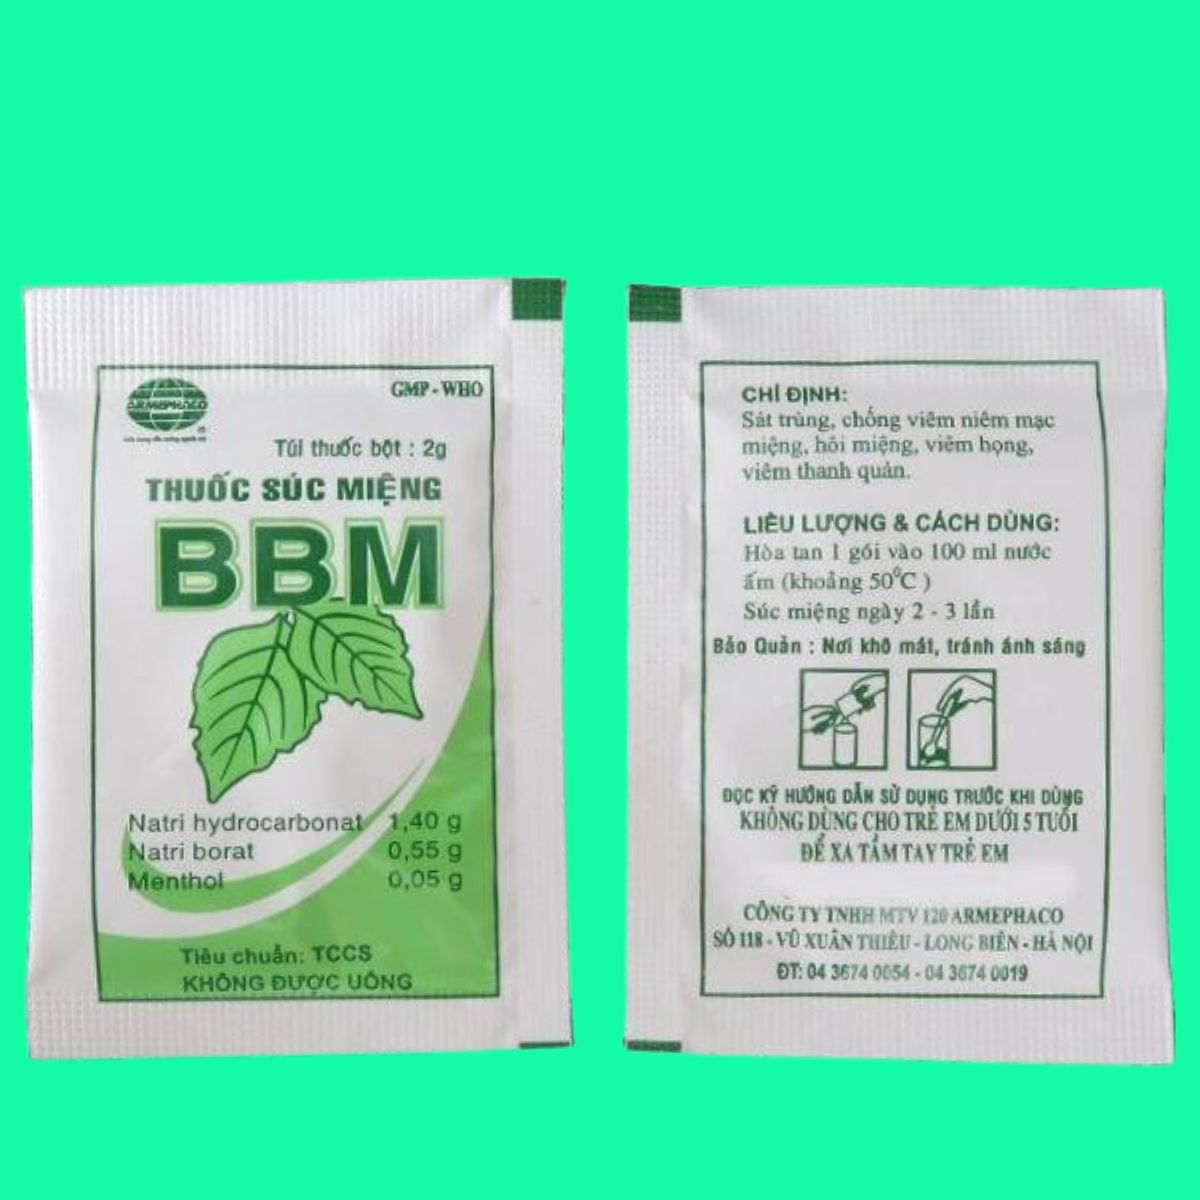 ARMEPHACO
GMP - WHO
Túi thuốc bột : 2g
THUỐC SÚC MIỆNG
BBM
Natri hydrocarbonat 1,40 g
Natri borat 0,55 g
Menthol 0,05 g
Tiêu chuẩn: TCCS
KHÔNG ĐƯỢC UỐNG
CHỈ ĐỊNH:
Sát trùng, chống viêm niêm mạc
miệng, hôi miệng, viêm họng,
viêm thanh quản.
LIỀU LƯỢNG & CÁCH DÙNG:
Hòa tan 1 gói vào 100 ml nước
ấm (khoảng 50⁰C )
Súc miệng ngày 2 - 3 lần
Bảo Quản : Nơi khô mát, tránh ánh sáng
ĐỌC KỸ HƯỚNG DẪN SỬ DỤNG TRƯỚC KHI DÙNG
KHÔNG DÙNG CHO TRẺ EM DƯỚI 5 TUỔI
ĐỂ XA TẦM TAY TRẺ EM
CÔNG TY TNHH MTV 120 ARMEPHACO
SỐ 118 - VŨ XUÂN THIỀU - LONG BIÊN - HÀ NỘI
ĐT: 04 3674 0054 - 04 3674 0019